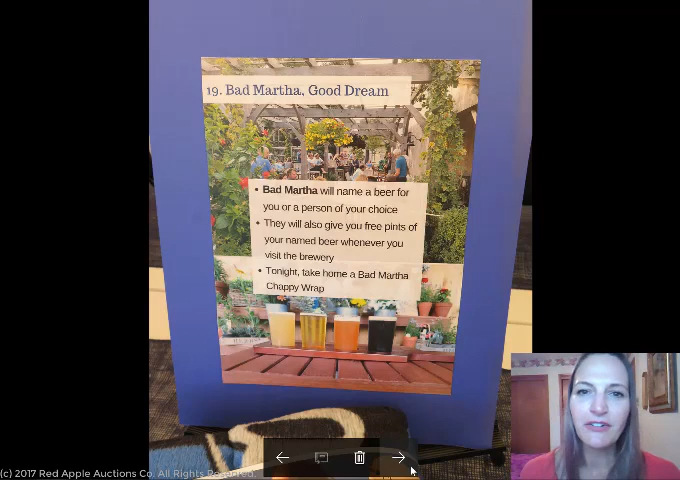 19. Bad Martha, Good Dream
• Bad Martha will name a beer for
you or a person of your choice
• They will also give you free pints of
your named beer whenever you
visit the brewery
• Tonight, take home a Bad Martha
Chappy Wrap
(c) 2017 Red Apple Auctions Co. All Rights Reserved.